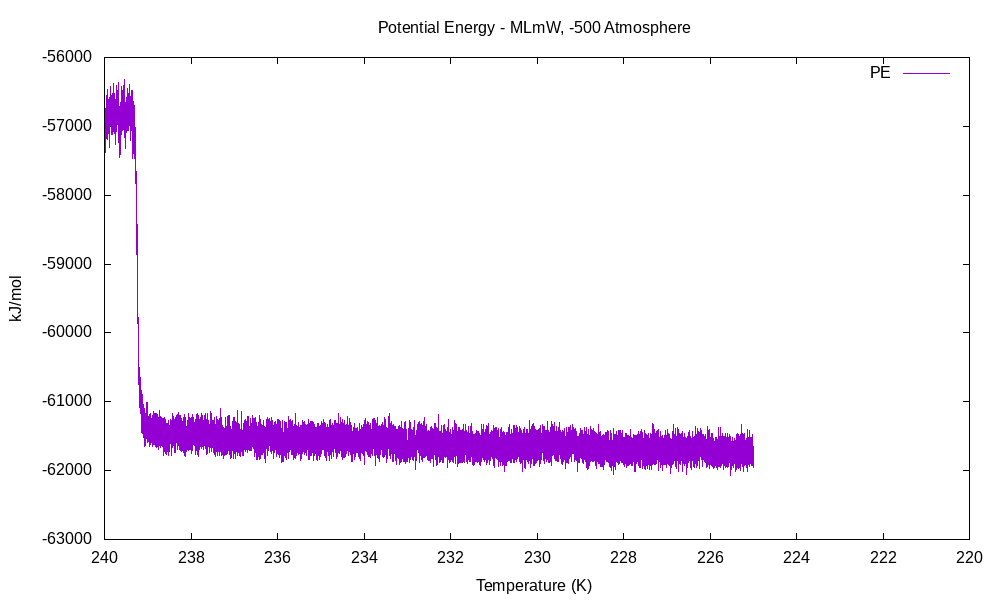 Potential Energy - MLmW, -500 Atmosphere
-56000
PE
-57000
-58000
-59000
kJ/mol
-60000
-61000
-62000
-63000
240 238 236 234 232 230 228 226 224 222 220
Temperature (K)